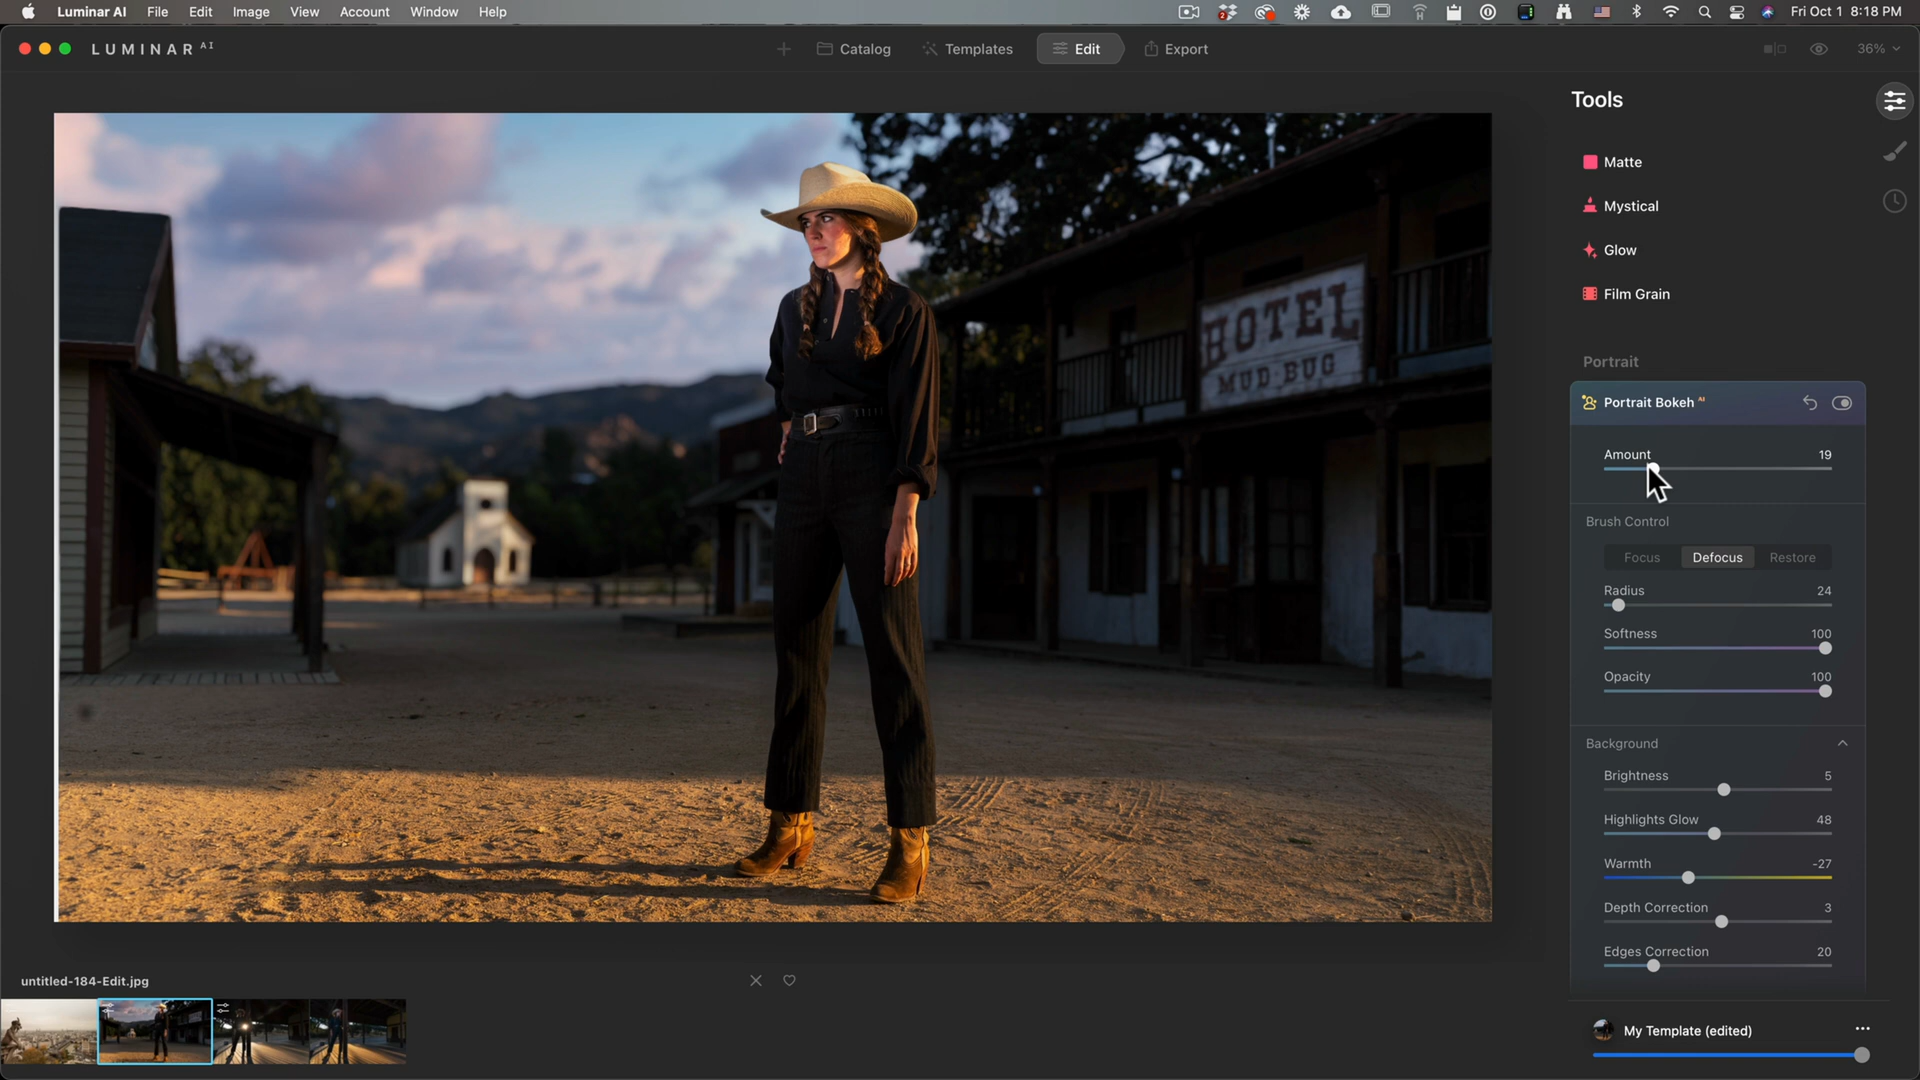 Luminar AI File Edit Image View Account Window Help
Fri Oct 1 8:18 PM
LUMINAR AI
Catalog Templates Edit Export
36%
Tools
Matte
Mystical
Glow
Film Grain
HOTEL
MUD BUG
Portrait
Portrait Bokeh AI
Amount 19
Brush Control
Focus Defocus Restore
Radius 24
Softness 100
Opacity 100
Background
Brightness 5
Highlights Glow 48
Warmth -27
Depth Correction 3
Edges Correction 20
untitled-184-Edit.jpg
My Template (edited)